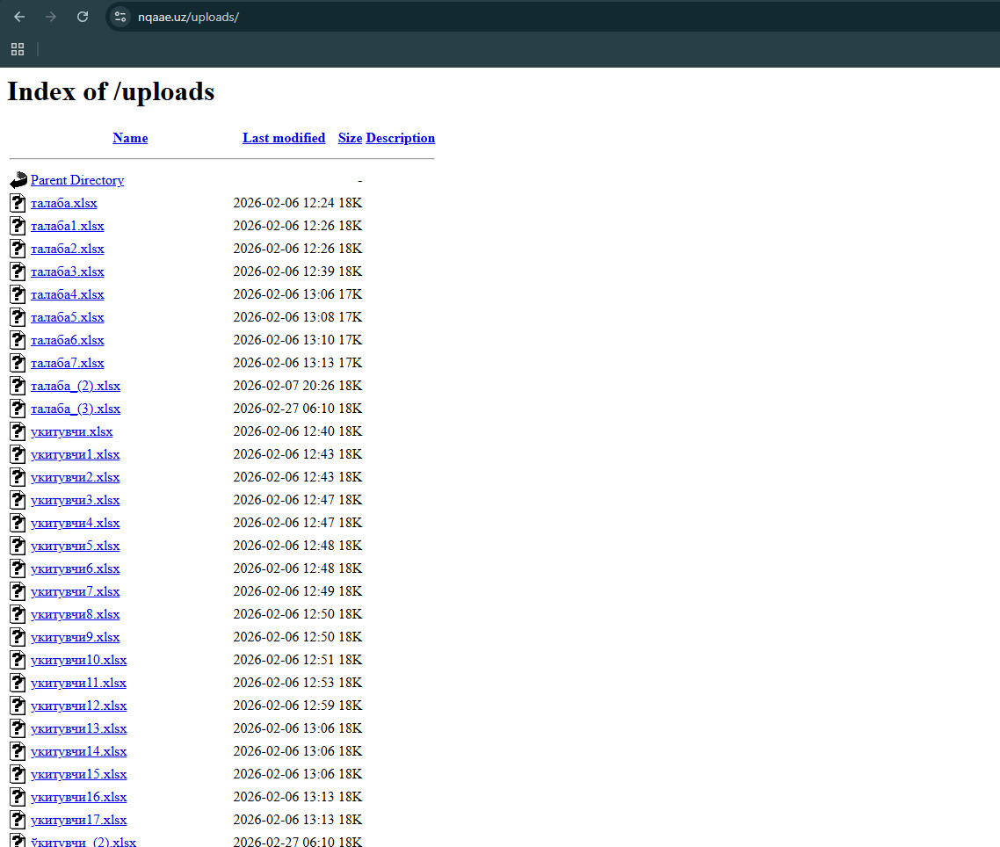 nqaae.uz/uploads/
Index of /uploads
Name Last modified Size Description
Parent Directory -
талаба.xlsx 2026-02-06 12:24 18K
талаба1.xlsx 2026-02-06 12:26 18K
талаба2.xlsx 2026-02-06 12:26 18K
талаба3.xlsx 2026-02-06 12:39 18K
талаба4.xlsx 2026-02-06 13:06 17K
талаба5.xlsx 2026-02-06 13:08 17K
талаба6.xlsx 2026-02-06 13:10 17K
талаба7.xlsx 2026-02-06 13:13 17K
талаба_(2).xlsx 2026-02-07 20:26 18K
талаба_(3).xlsx 2026-02-27 06:10 18K
укитувчи.xlsx 2026-02-06 12:40 18K
укитувчи1.xlsx 2026-02-06 12:43 18K
укитувчи2.xlsx 2026-02-06 12:43 18K
укитувчи3.xlsx 2026-02-06 12:47 18K
укитувчи4.xlsx 2026-02-06 12:47 18K
укитувчи5.xlsx 2026-02-06 12:48 18K
укитувчи6.xlsx 2026-02-06 12:48 18K
укитувчи7.xlsx 2026-02-06 12:49 18K
укитувчи8.xlsx 2026-02-06 12:50 18K
укитувчи9.xlsx 2026-02-06 12:50 18K
укитувчи10.xlsx 2026-02-06 12:51 18K
укитувчи11.xlsx 2026-02-06 12:53 18K
укитувчи12.xlsx 2026-02-06 12:59 18K
укитувчи13.xlsx 2026-02-06 13:06 18K
укитувчи14.xlsx 2026-02-06 13:06 18K
укитувчи15.xlsx 2026-02-06 13:06 18K
укитувчи16.xlsx 2026-02-06 13:13 18K
укитувчи17.xlsx 2026-02-06 13:13 18K
ўкитувчи_(2).xlsx 2026-02-27 06:10 18K